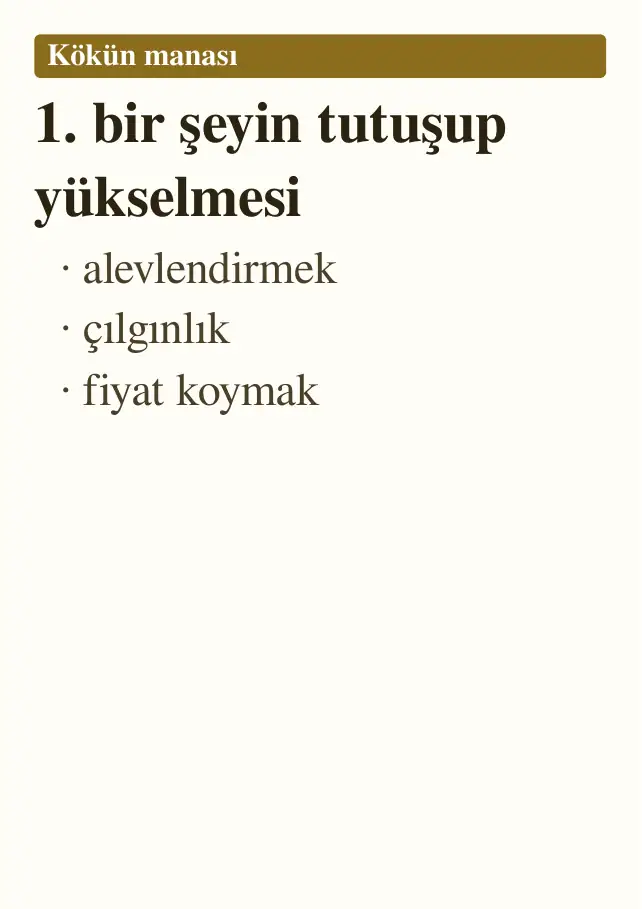 Kökün manası
1. bir şeyin tutuşup
yükselmesi
· alevlendirmek
· çılgınlık
· fiyat koymak